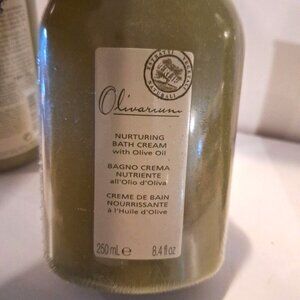 Olivarium
NURTURING
BATH CREAM
with Olive Oil
BAGNO CREMA
NUTRIENTE
all'Olio d'Oliva
CREME DE BAIN
NOURRISSANTE
à l'Huile d'Olive
250 mL e 8.4 fl oz